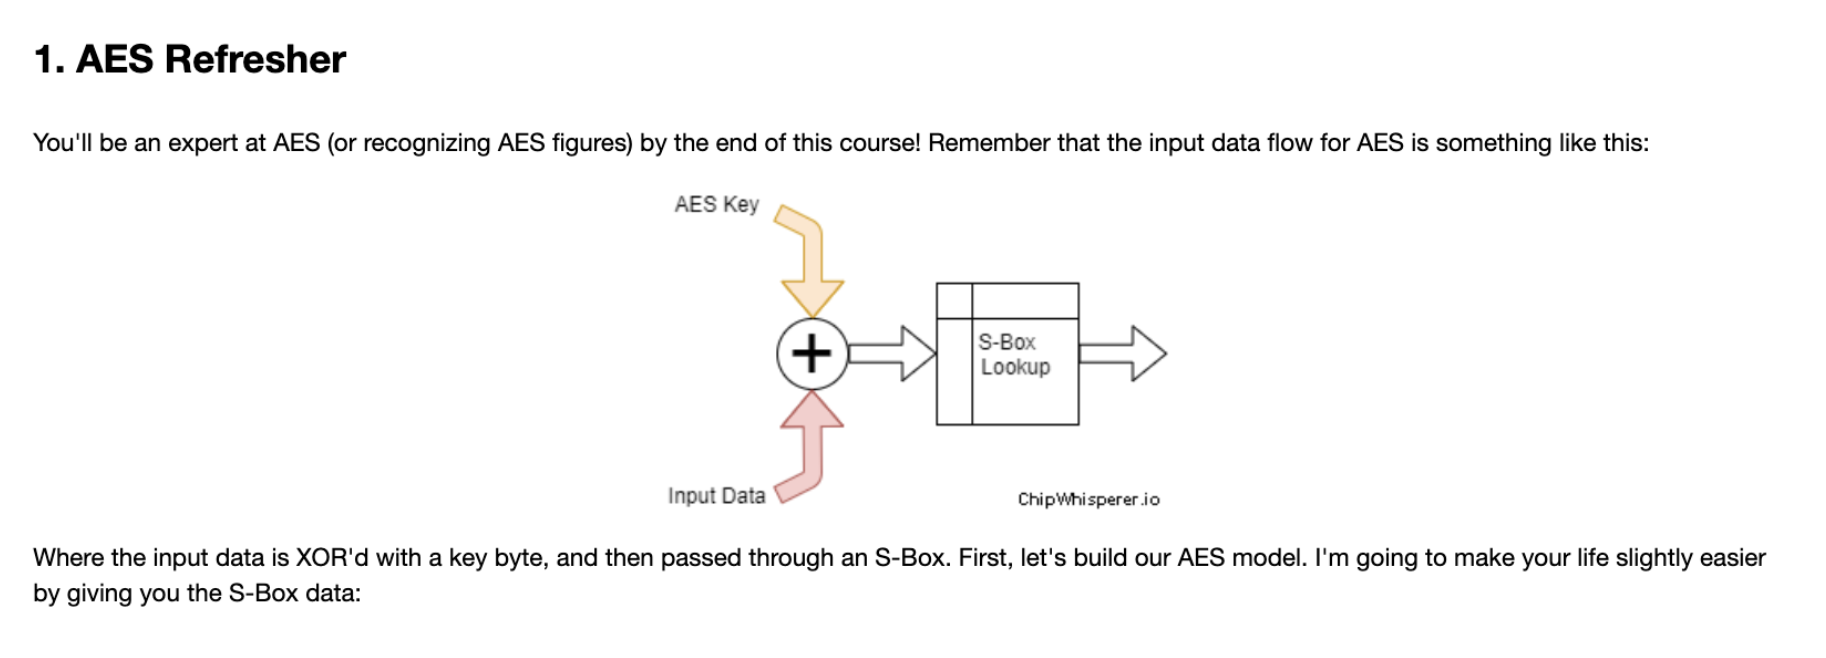 1. AES Refresher
You'll be an expert at AES (or recognizing AES figures) by the end of this course! Remember that the input data flow for AES is something like this:
AES Key
+
S-Box
Lookup
Input Data
ChipWhisperer.io
Where the input data is XOR'd with a key byte, and then passed through an S-Box. First, let's build our AES model. I'm going to make your life slightly easier
by giving you the S-Box data: